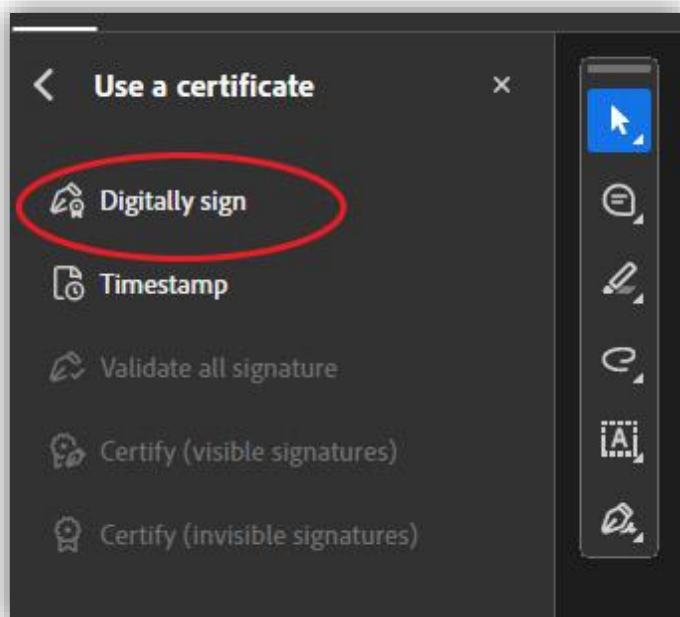 Use a certificate
Digitally sign
Timestamp
Validate all signature
Certify (visible signatures)
Certify (invisible signatures)
A